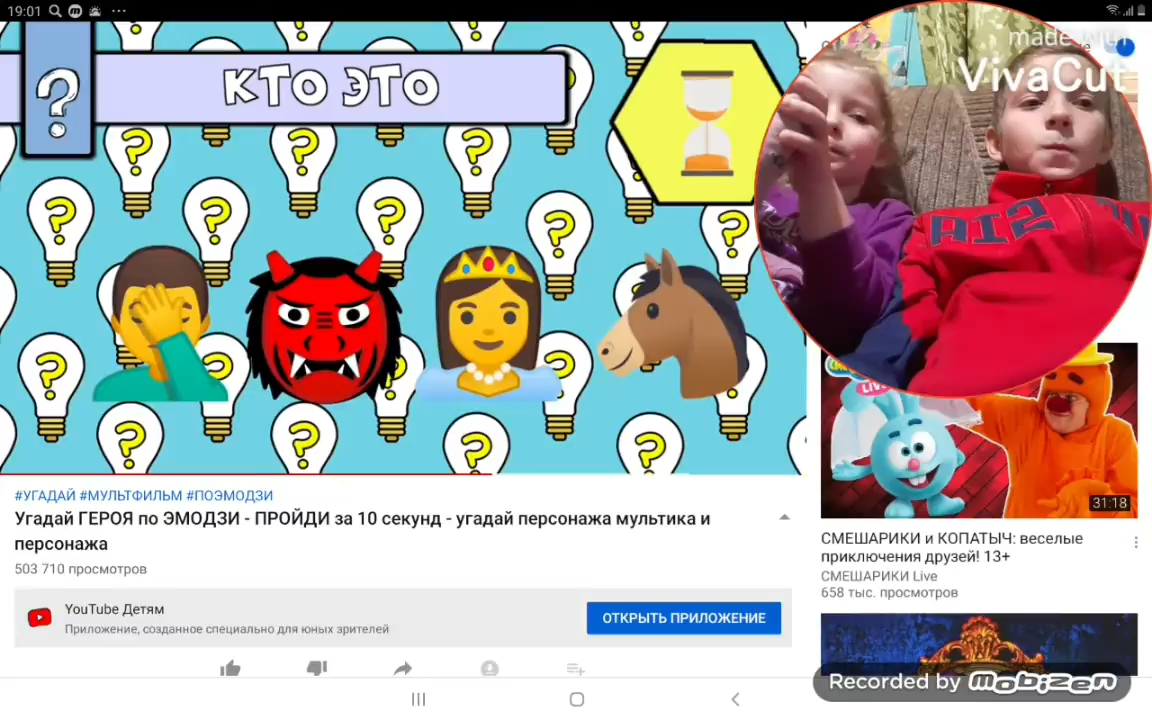 19:01
КТО ЭТО
made with
VivaCut
#УГАДАЙ #МУЛЬТФИЛЬМ #ПОЭМОДЗИ
Угадай ГЕРОЯ по ЭМОДЗИ - ПРОЙДИ за 10 секунд - угадай персонажа мультика и
персонажа
503 710 просмотров
YouTube Детям
Приложение, созданное специально для юных зрителей
ОТКРЫТЬ ПРИЛОЖЕНИЕ
LIVE
31:18
СМЕШАРИКИ и КОПАТЫЧ: веселые
приключения друзей! 13+
СМЕШАРИКИ Live
658 тыс. просмотров
Recorded by mobizen